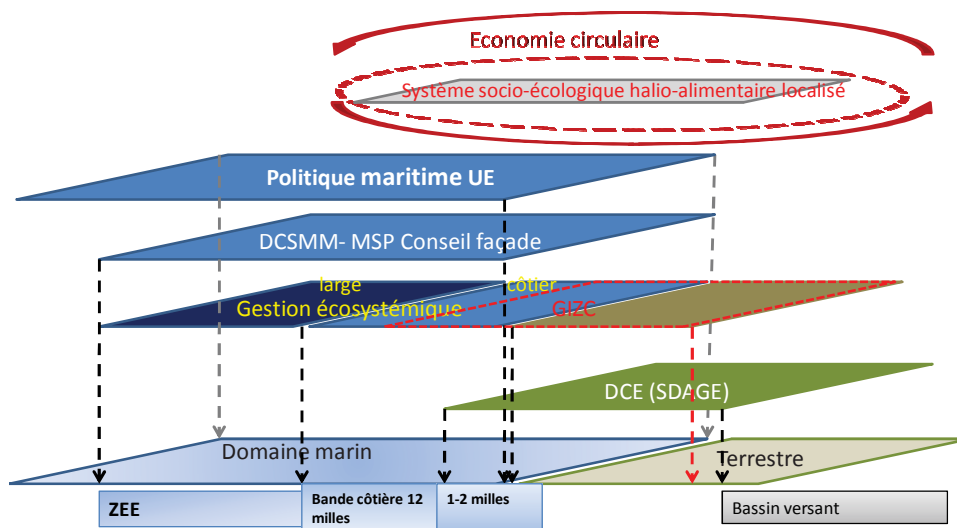 Economie circulaire
Système socio-écologique halio-alimentaire localisé
Politique maritime UE
DCSMM- MSP Conseil façade
large
côtier
Gestion écosystémique
GIZC
DCE (SDAGE)
Domaine marin
Terrestre
ZEE
Bande côtière 12
milles
1-2 milles
Bassin versant